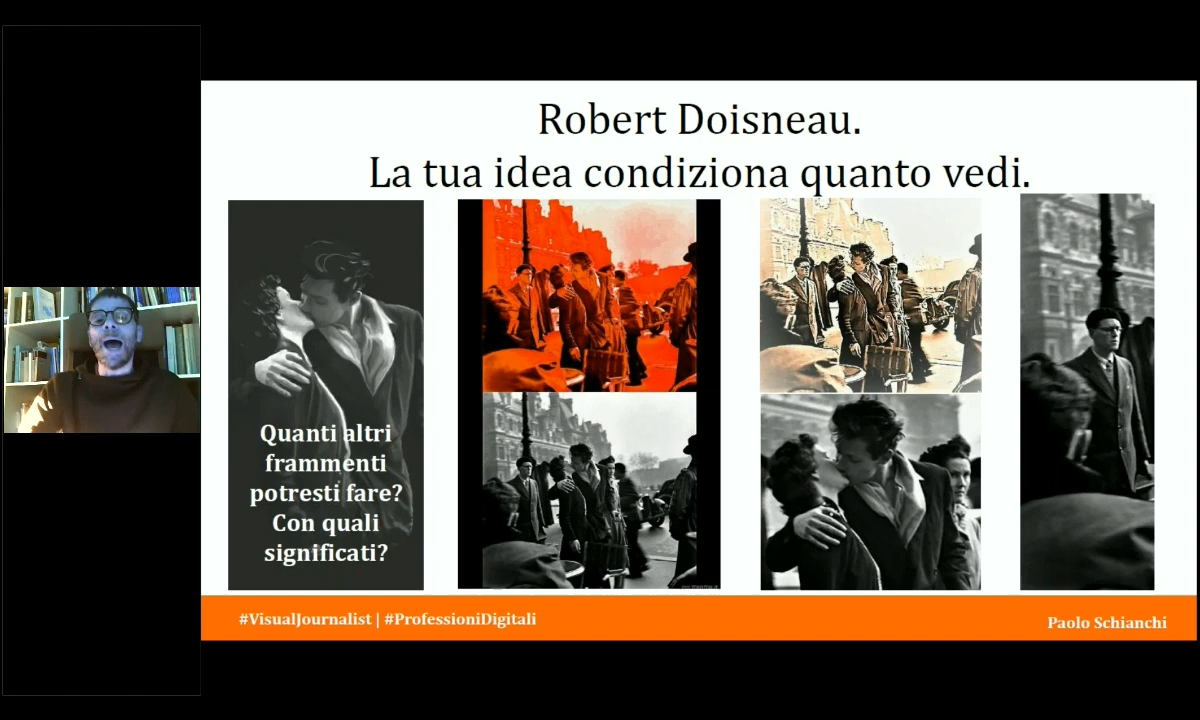 Robert Doisneau.
La tua idea condiziona quanto vedi.
Quanti altri
frammenti
potresti fare?
Con quali
significati?
#VisualJournalist | #ProfessioniDigitali
Paolo Schianchi